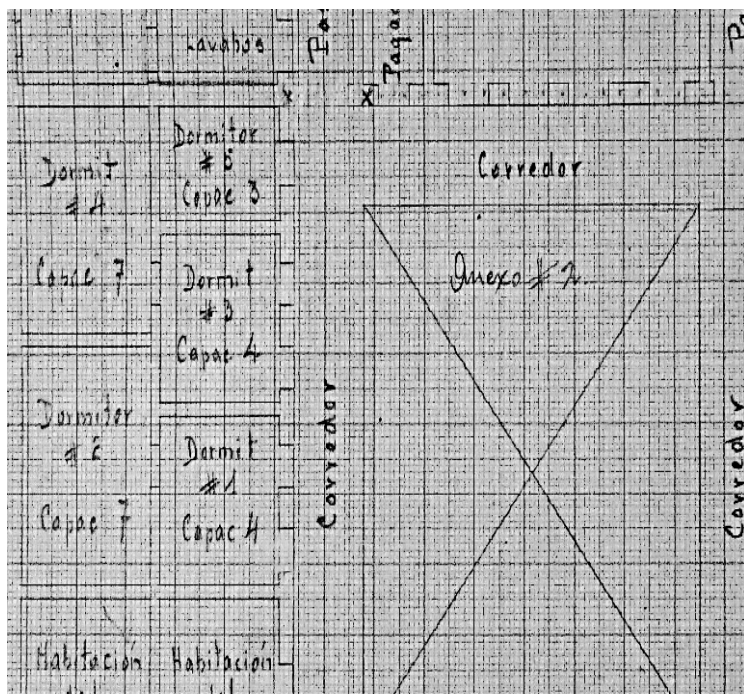 Lavabos
Dormitor
# 5
Capac 3
Dormit
# 4
Capac 7
Dormit
# 3
Capac 4
Dormitor
# 2
Capac 7
Dormit
#1
Capac 4
Habitación
Habitación
Corredor
Corredor
Anexo # 2
Corredor